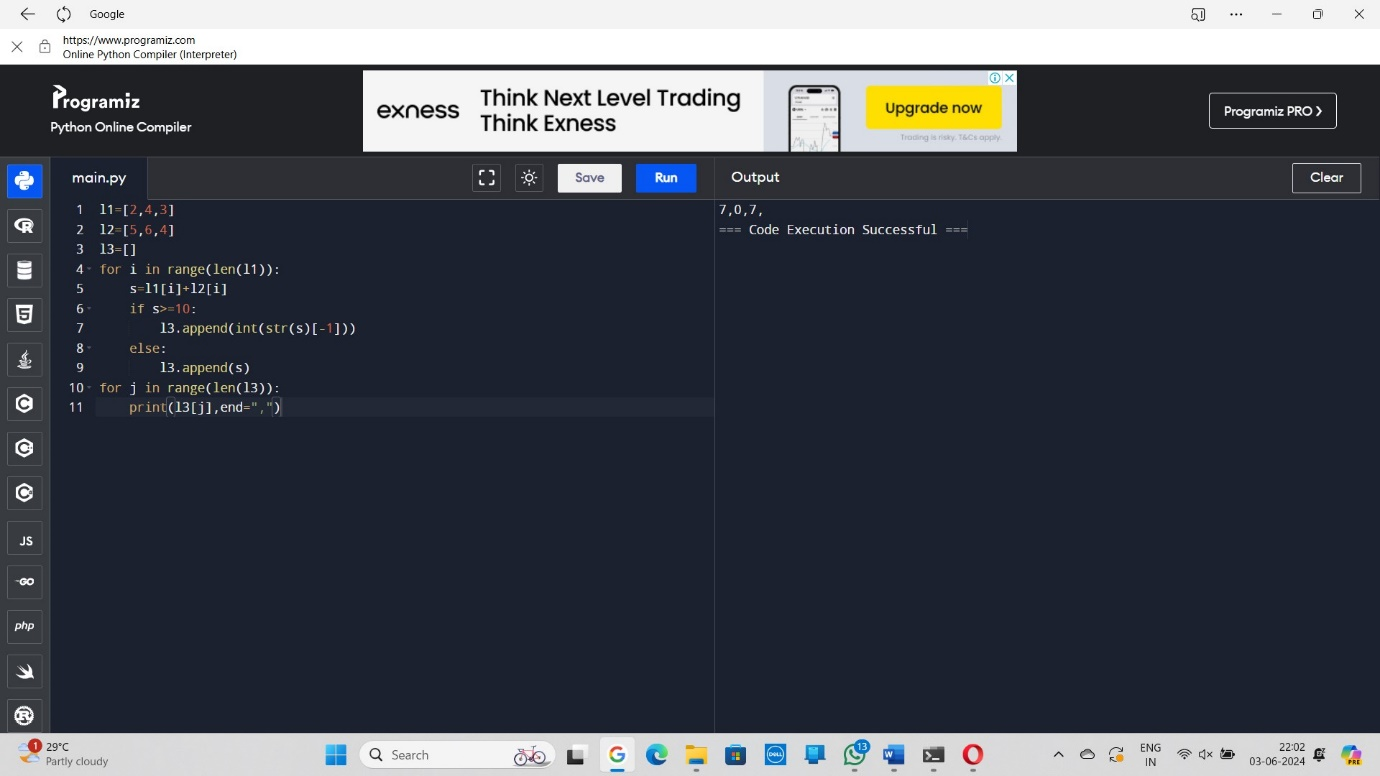 Google
https://www.programiz.com
Online Python Compiler (Interpreter)
Programiz
Python Online Compiler
exness
Think Next Level Trading
Think Exness
Upgrade now
Trading is risky. T&Cs apply.
Programiz PRO >
main.py
Save
Run
Output
Clear
1 l1=[2,4,3]
2 l2=[5,6,4]
3 l3=[]
4 for i in range(len(l1)):
5 s=l1[i]+l2[i]
6 if s>=10:
7 l3.append(int(str(s)[-1]))
8 else:
9 l3.append(s)
10 for j in range(len(l3)):
11 print(l3[j],end=",")
7,0,7,
=== Code Execution Successful ===
R
5
C
C
C
JS
GO
php
R
1
29°C
Partly cloudy
Search
DELL
13
W
ENG
IN
22:02
03-06-2024
PRE